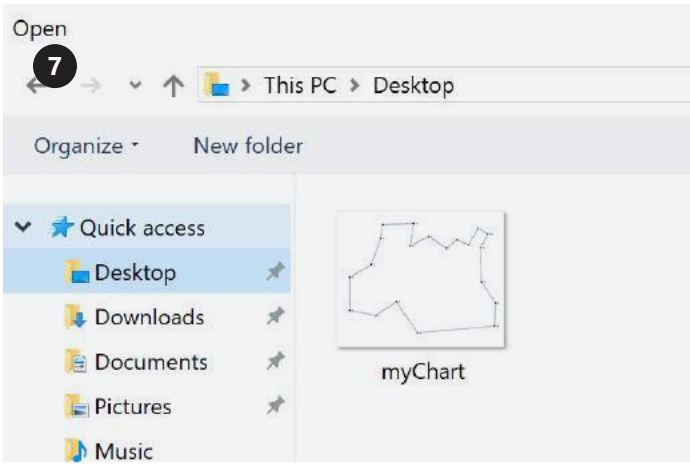 Open
7
This PC > Desktop
Organize
New folder
Quick access
Desktop
Downloads
Documents
Pictures
Music
myChart